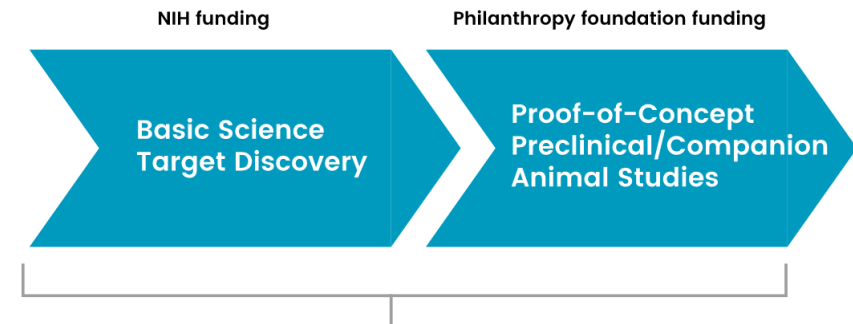 NIH funding
Philanthropy foundation funding
Basic Science
Target Discovery
Proof-of-Concept
Preclinical/Companion
Animal Studies